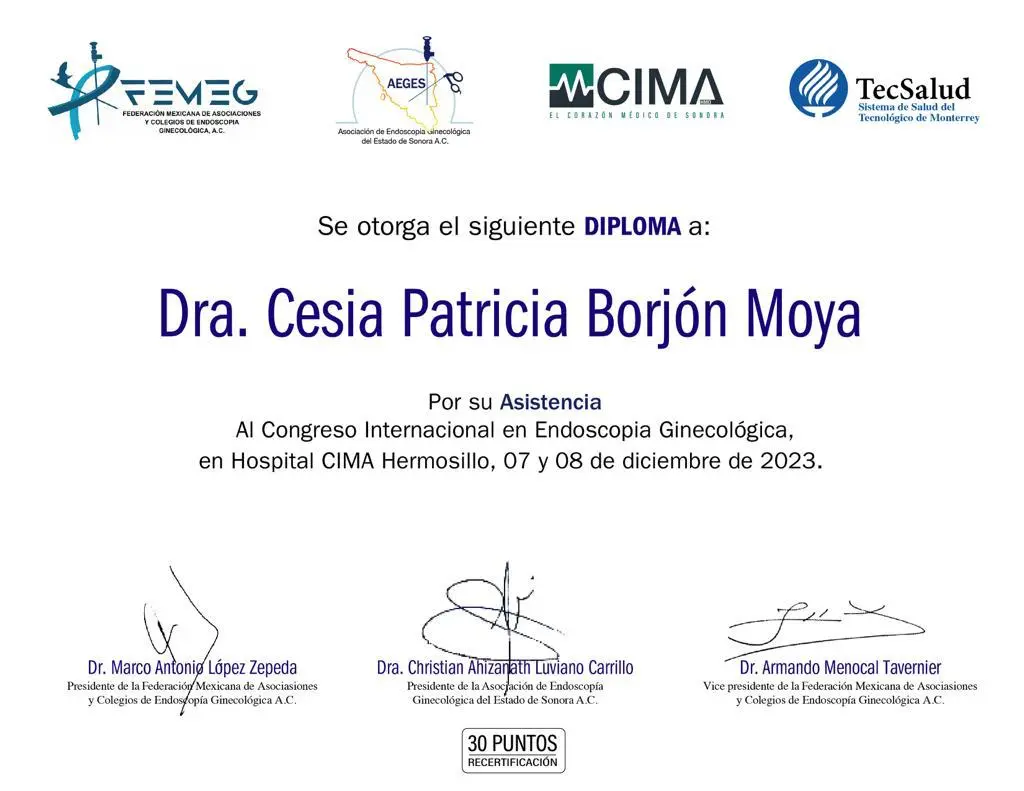 FEMEG
FEDERACIÓN MEXICANA DE ASOCIACIONES
Y COLEGIOS DE ENDOSCOPIA
GINECOLÓGICA, A.C.
AEGES
Asociación de Endoscopia Ginecológica
del Estado de Sonora A.C.
CIMA
HMO
EL CORAZÓN MÉDICO DE SONORA
TecSalud
Sistema de Salud del
Tecnológico de Monterrey
Se otorga el siguiente DIPLOMA a:
Dra. Cesia Patricia Borjón Moya
Por su Asistencia
Al Congreso Internacional en Endoscopia Ginecológica,
en Hospital CIMA Hermosillo, 07 y 08 de diciembre de 2023.
Dr. Marco Antonio López Zepeda
Presidente de la Federación Mexicana de Asociasiones
y Colegios de Endoscopía Ginecológica A.C.
Dra. Christian Ahizanath Luviano Carrillo
Presidente de la Asociación de Endoscopía
Ginecológica del Estado de Sonora A.C.
Dr. Armando Menocal Tavernier
Vice presidente de la Federación Mexicana de Asociasiones
y Colegios de Endoscopía Ginecológica A.C.
30 PUNTOS
RECERTIFICACIÓN